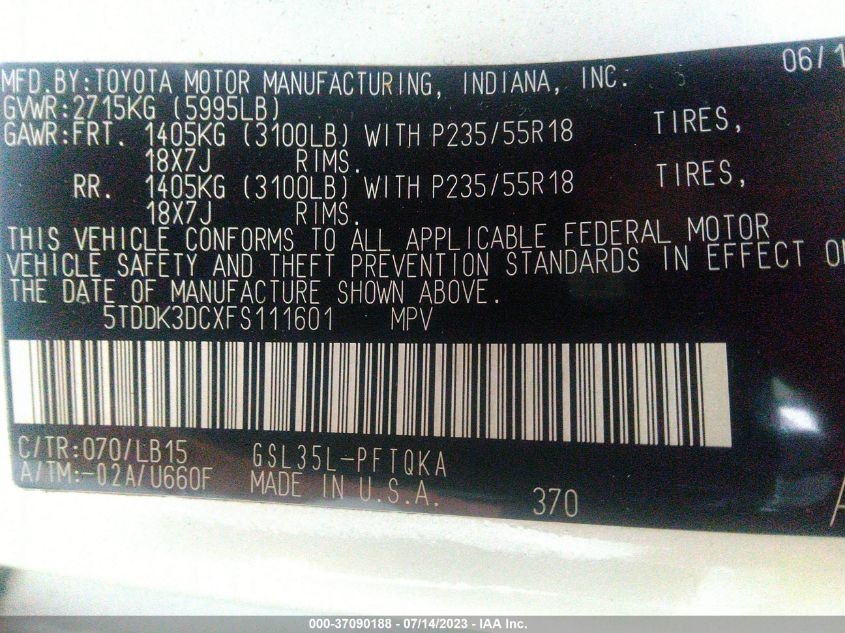 06/1
MFD.BY:TOYOTA MOTOR MANUFACTURING, INDIANA, INC.
GVWR:2715KG (5995LB)
GAWR:FRT. 1405KG (3100LB) WITH P235/55R18 TIRES,
18X7J RIMS.
RR. 1405KG (3100LB) WITH P235/55R18 TIRES,
18X7J RIMS.
THIS VEHICLE CONFORMS TO ALL APPLICABLE FEDERAL MOTOR
VEHICLE SAFETY AND THEFT PREVENTION STANDARDS IN EFFECT
THE DATE OF MANUFACTURE SHOWN ABOVE.
5TDDK3DCXFS111601 MPV
C/TR:070/LB15 GSL35L-PFTQKA
A/TM:-02A/U660F MADE IN U.S.A. 370
000-37090188 - 07/14/2023 - IAA Inc.